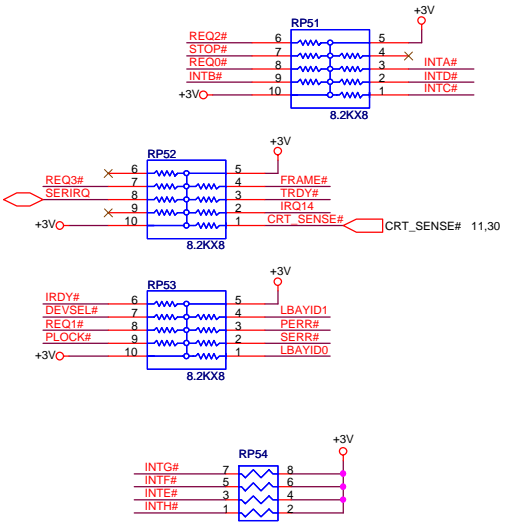 +3V
RP51
REQ2# 6 5
STOP# 7 4
REQ0# 8 3 INTA#
INTB# 9 2 INTD#
+3V 10 1 INTC#
8.2KX8
+3V
RP52
6 5
REQ3# 7 4 FRAME#
SERIRQ 8 3 TRDY#
9 2 IRQ14
+3V 10 1 CRT_SENSE# CRT_SENSE# 11,30
8.2KX8
+3V
RP53
IRDY# 6 5
DEVSEL# 7 4 LBAYID1
REQ1# 8 3 PERR#
PLOCK# 9 2 SERR#
+3V 10 1 LBAYID0
8.2KX8
+3V
RP54
INTG# 7 8
INTF# 5 6
INTE# 3 4
INTH# 1 2